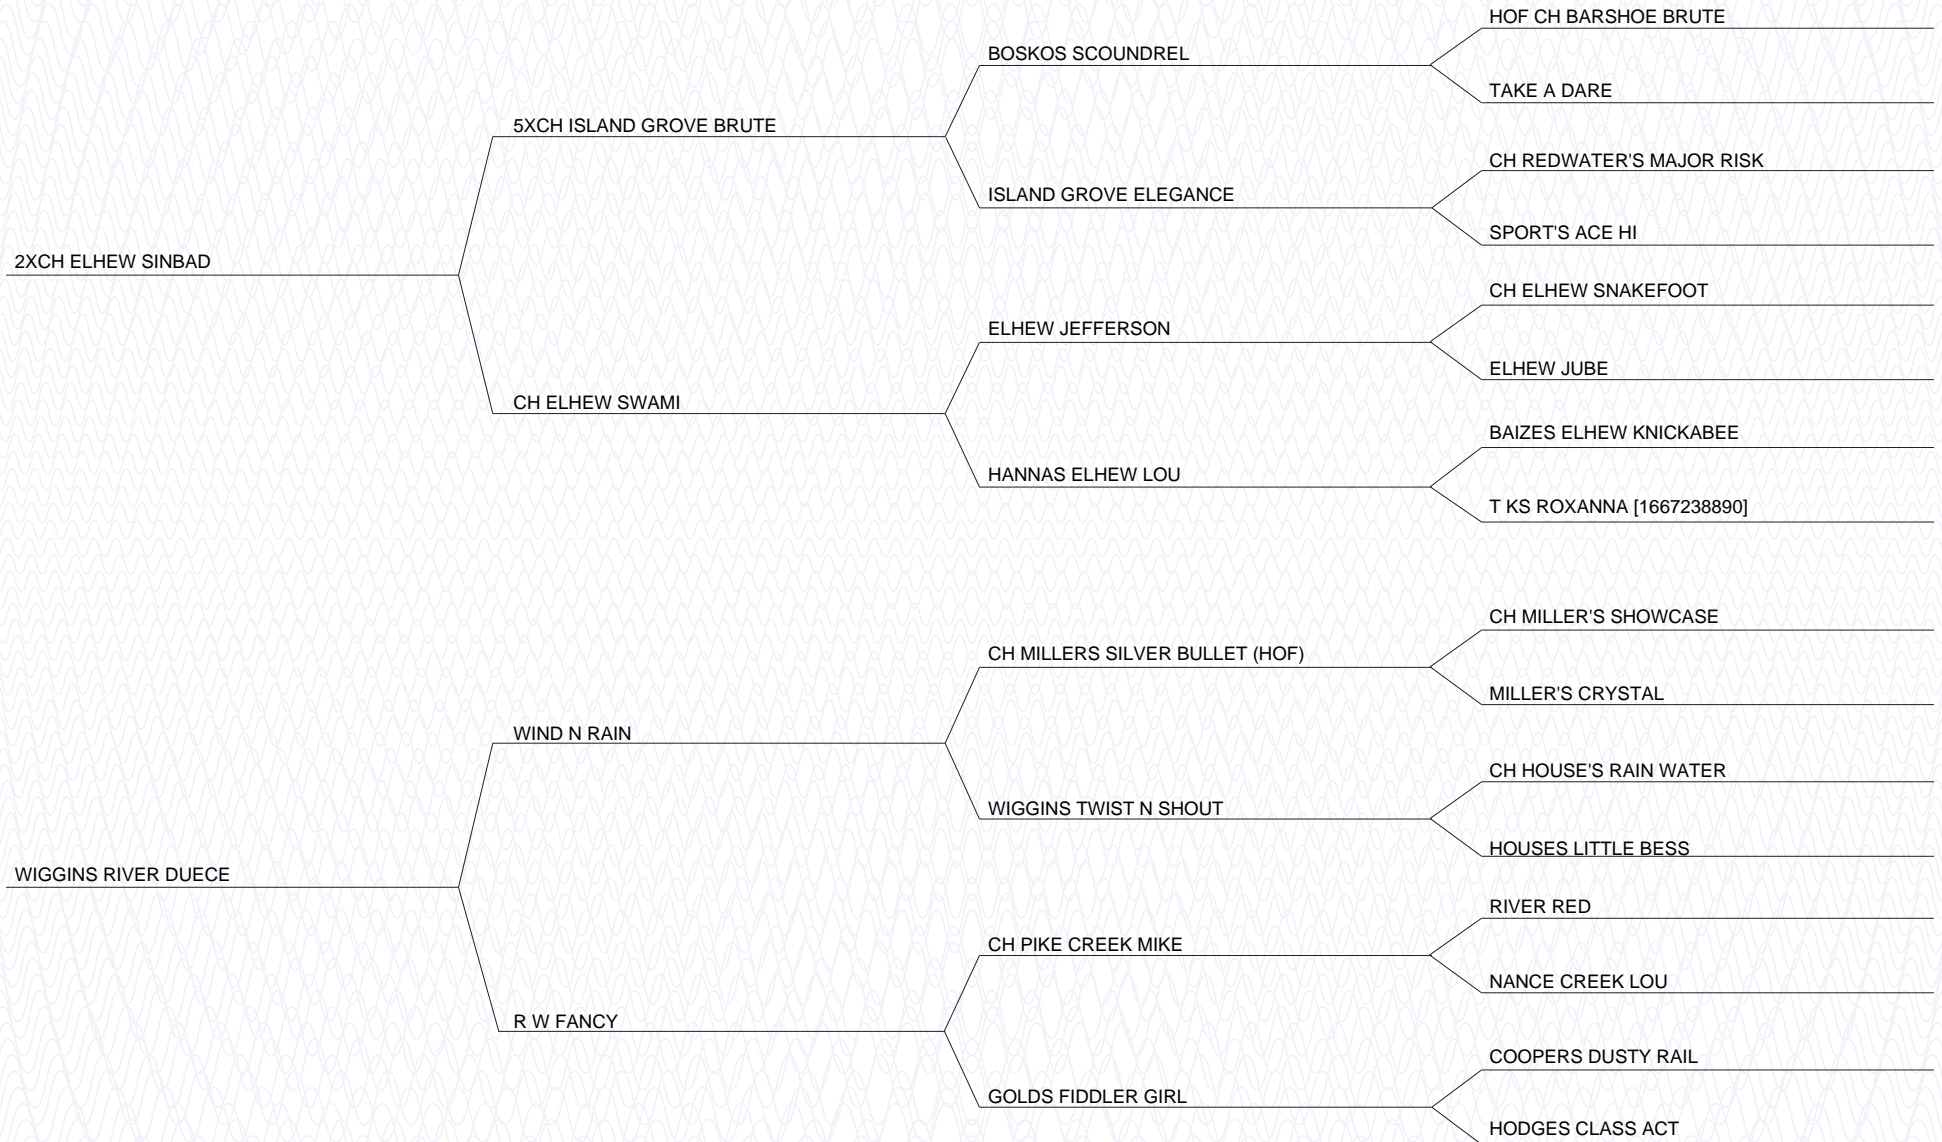 HOF CH BARSHOE BRUTE
BOSKOS SCOUNDREL
TAKE A DARE
5XCH ISLAND GROVE BRUTE
CH REDWATER'S MAJOR RISK
ISLAND GROVE ELEGANCE
SPORT'S ACE HI
2XCH ELHEW SINBAD
CH ELHEW SNAKEFOOT
ELHEW JEFFERSON
ELHEW JUBE
CH ELHEW SWAMI
BAIZES ELHEW KNICKABEE
HANNAS ELHEW LOU
T KS ROXANNA [1667238890]
CH MILLER'S SHOWCASE
CH MILLERS SILVER BULLET (HOF)
MILLER'S CRYSTAL
WIND N RAIN
CH HOUSE'S RAIN WATER
WIGGINS TWIST N SHOUT
HOUSES LITTLE BESS
WIGGINS RIVER DUECE
RIVER RED
CH PIKE CREEK MIKE
NANCE CREEK LOU
R W FANCY
COOPERS DUSTY RAIL
GOLDS FIDDLER GIRL
HODGES CLASS ACT